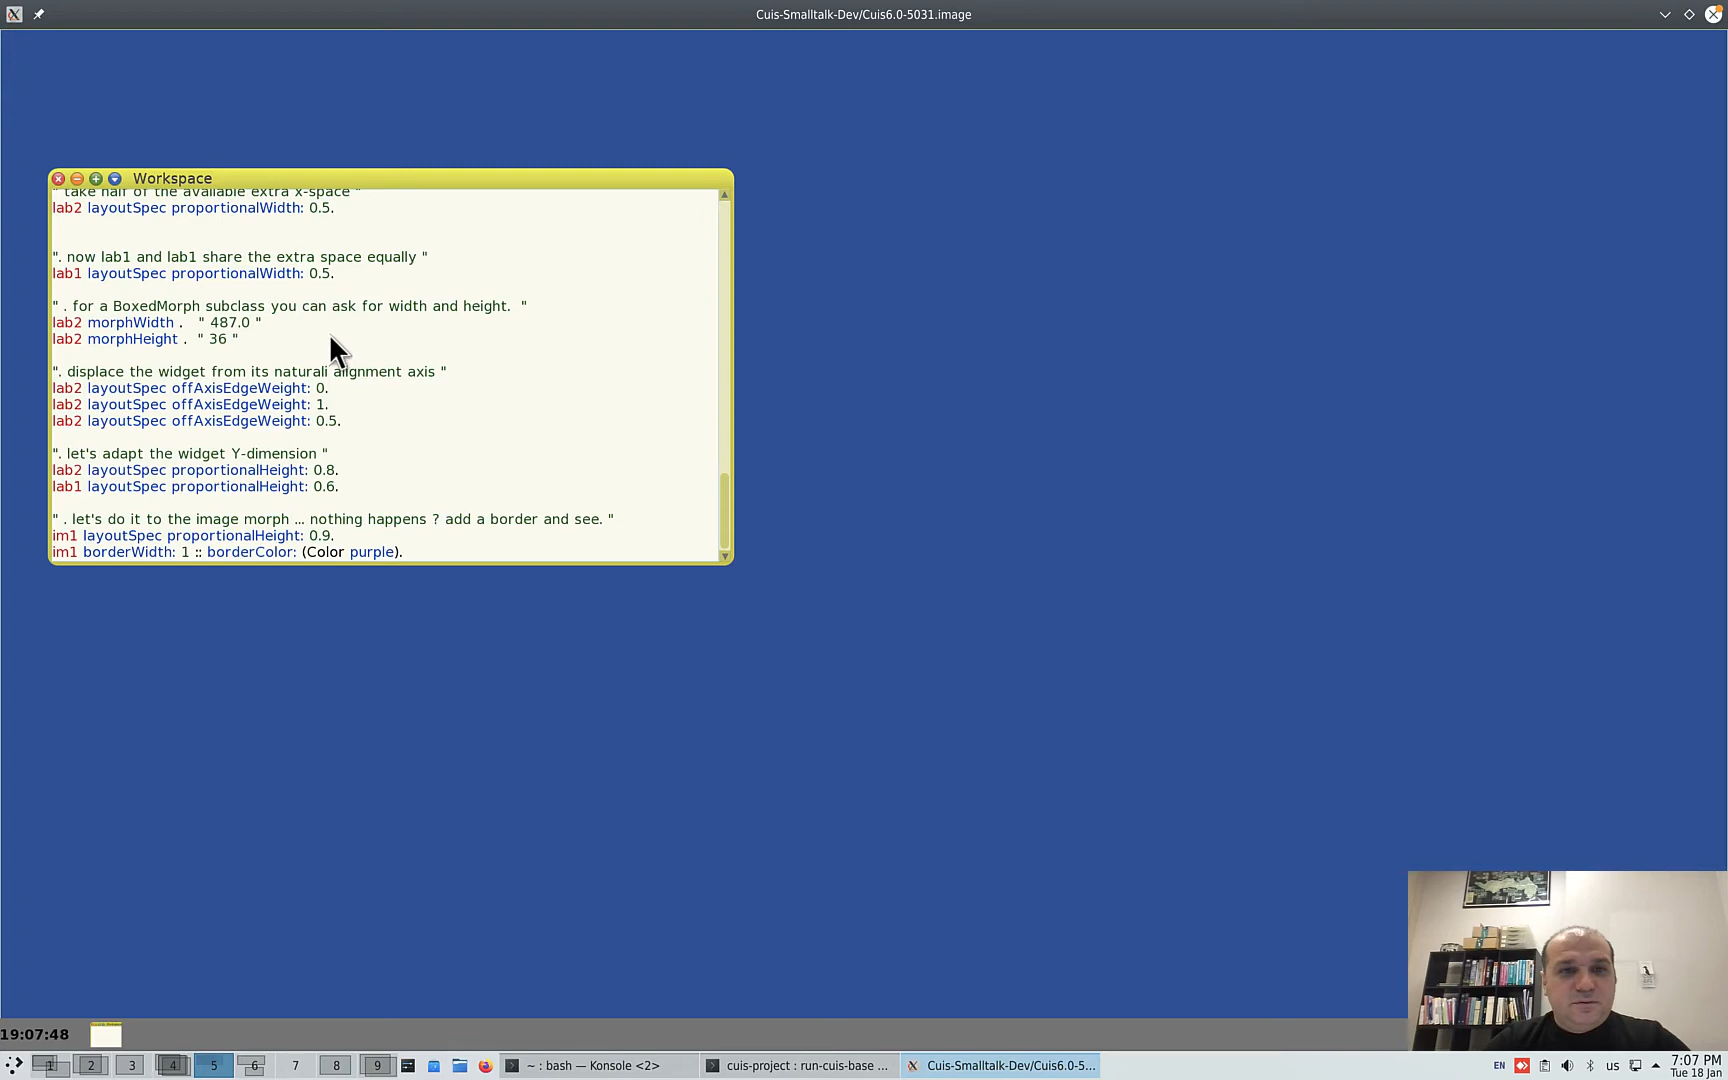 Cuis-Smalltalk-Dev/Cuis6.0-5031.image
Workspace
" take half of the available extra x-space "
lab2 layoutSpec proportionalWidth: 0.5.
". now lab1 and lab1 share the extra space equally "
lab1 layoutSpec proportionalWidth: 0.5.
" . for a BoxedMorph subclass you can ask for width and height.  "
lab2 morphWidth .   " 487.0 "
lab2 morphHeight .  " 36 "
". displace the widget from its naturali alignment axis "
lab2 layoutSpec offAxisEdgeWeight: 0.
lab2 layoutSpec offAxisEdgeWeight: 1.
lab2 layoutSpec offAxisEdgeWeight: 0.5.
". let's adapt the widget Y-dimension "
lab2 layoutSpec proportionalHeight: 0.8.
lab1 layoutSpec proportionalHeight: 0.6.
" . let's do it to the image morph ... nothing happens ? add a border and see. "
im1 layoutSpec proportionalHeight: 0.9.
im1 borderWidth: 1 :: borderColor: (Color purple).
19:07:48
1 2 3 4 5 6 7 8 9
~ : bash — Konsole <2>
cuis-project : run-cuis-base ...
Cuis-Smalltalk-Dev/Cuis6.0-5...
EN
us
7:07 PM
Tue 18 Jan